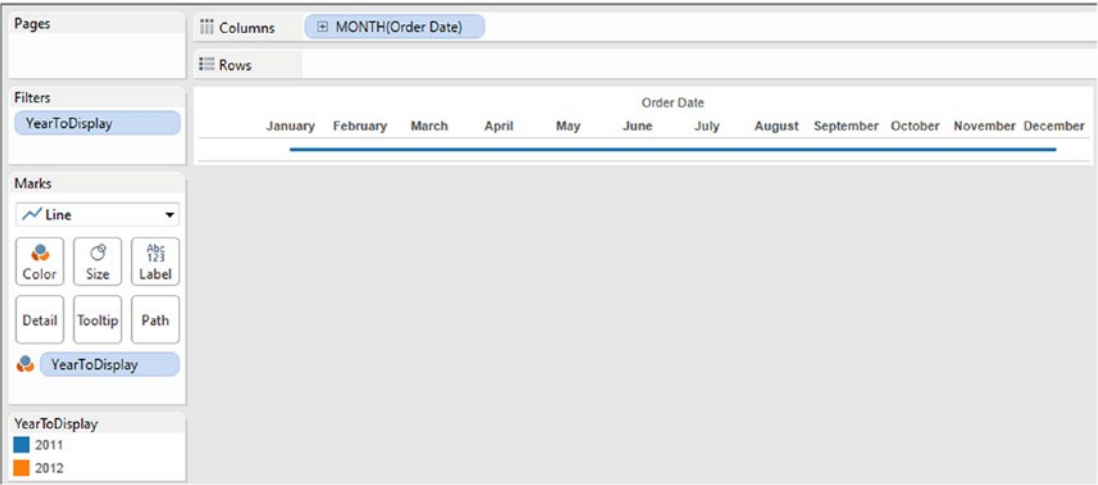 Pages
Columns
MONTH(Order Date)
Rows
Filters
YearToDisplay
Order Date
January February March April May June July August September October November December
Marks
Line
Color Size Abc 123 Label
Detail Tooltip Path
YearToDisplay
YearToDisplay
2011
2012